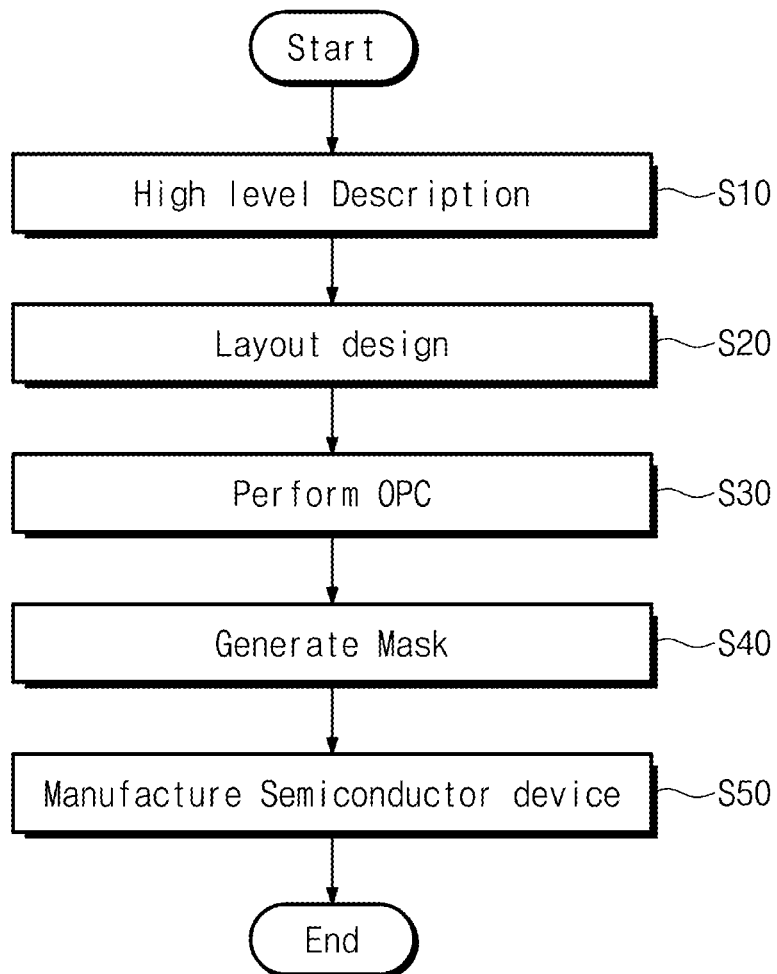 Start
High level Description S10
Layout design S20
Perform OPC S30
Generate Mask S40
Manufacture Semiconductor device S50
End